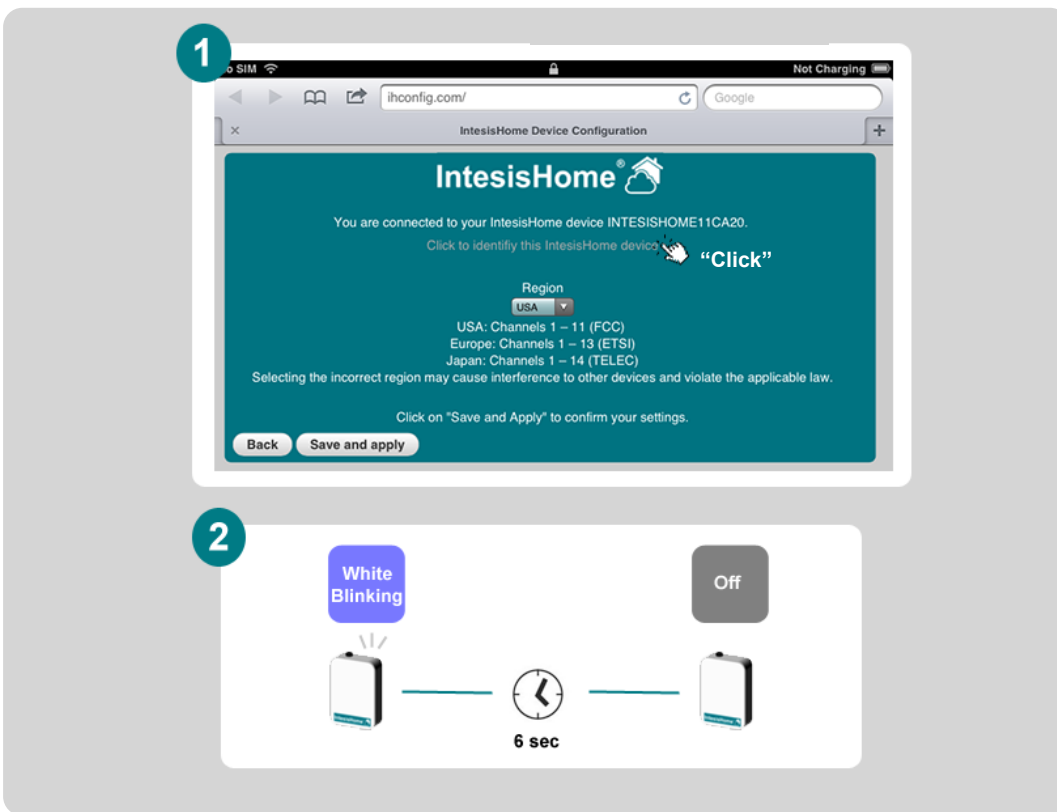 1
o SIM
Not Charging
ihconfig.com/
Google
IntesisHome Device Configuration
IntesisHome®
You are connected to your IntesisHome device INTESISHOME11CA20.
Click to identifiy this IntesisHome device
“Click”
Region
USA
USA: Channels 1 – 11 (FCC)
Europe: Channels 1 – 13 (ETSI)
Japan: Channels 1 – 14 (TELEC)
Selecting the incorrect region may cause interference to other devices and violate the applicable law.
Click on "Save and Apply" to confirm your settings.
Back
Save and apply
2
White
Blinking
Off
IntesisHome
IntesisHome
6 sec